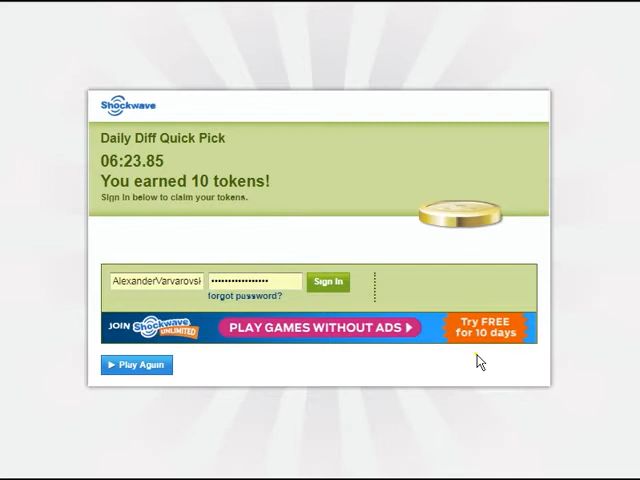 Shockwave
Daily Diff Quick Pick
06:23.85
You earned 10 tokens!
Sign In below to claim your tokens.
AlexanderVarvarovsk
•••••••••••••••••
Sign In
forgot password?
JOIN Shockwave UNLIMITED PLAY GAMES WITHOUT ADS Try FREE for 10 days
Play Again